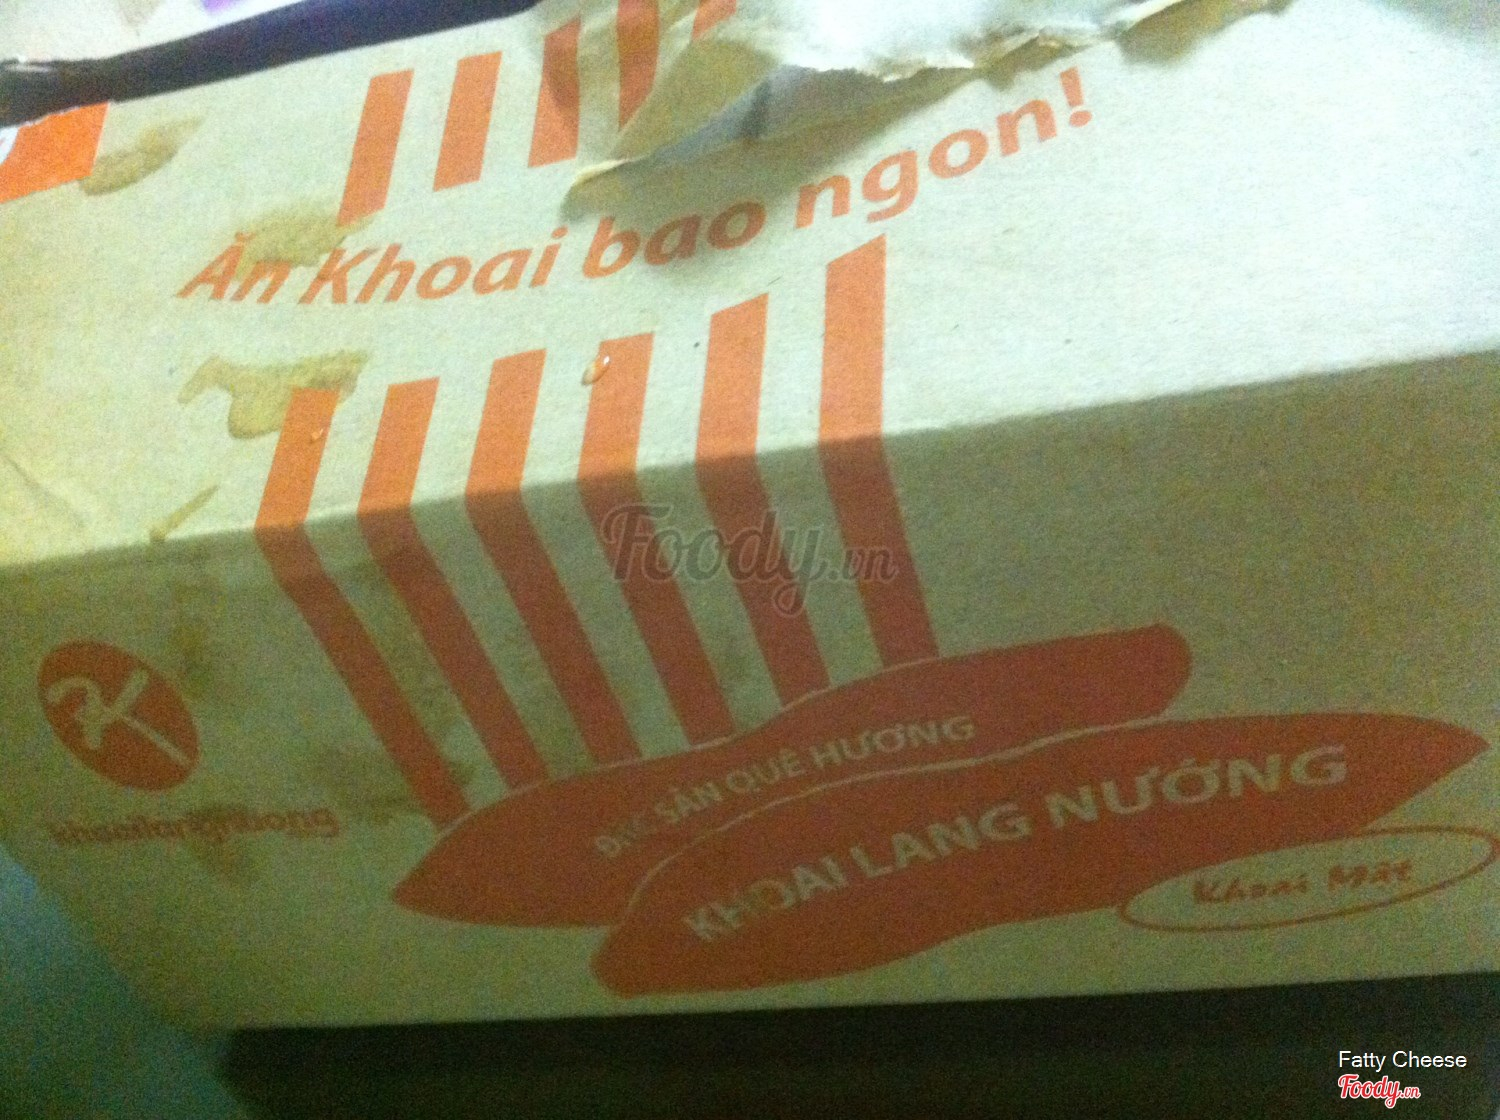 Ăn Khoai bao ngon!
Foody.vn
ĐẶC SẢN QUÊ HƯƠNG
KHOAI LANG NƯỚNG
Khoai Mật
Fatty Cheese
Foody.vn